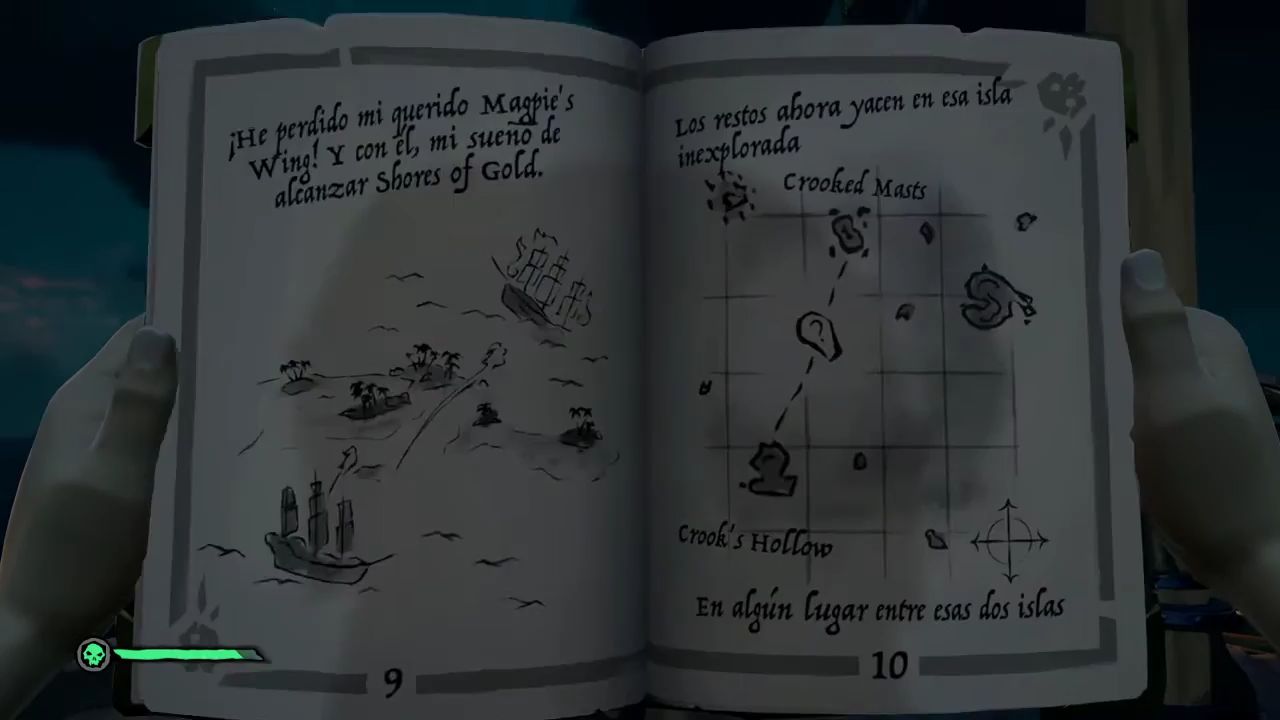 ¡He perdido mi querido Magpie's
Wing! Y con él, mi sueño de
alcanzar Shores of Gold.
9
Los restos ahora yacen en esa isla
inexplorada
Crooked Masts
?
Crook's Hollow
En algún lugar entre esas dos islas
10